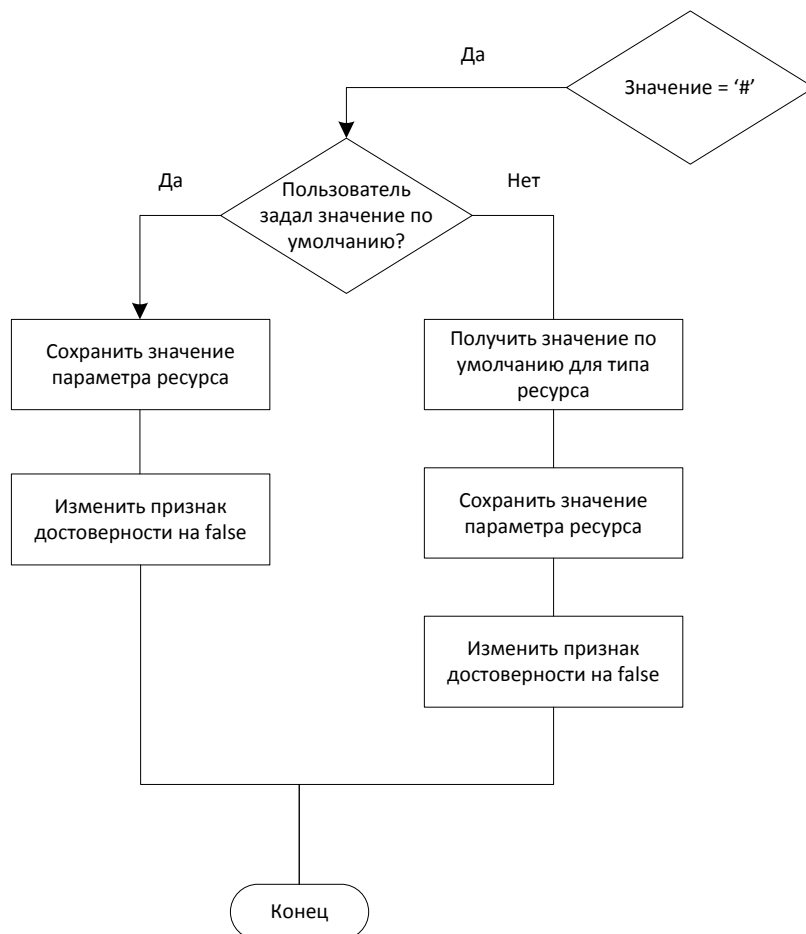 Да
Значение = ‘#’
Да
Пользователь
задал значение по
умолчанию?
Нет
Сохранить значение
параметра ресурса
Получить значение по
умолчанию для типа
ресурса
Изменить признак
достоверности на false
Сохранить значение
параметра ресурса
Изменить признак
достоверности на false
Конец